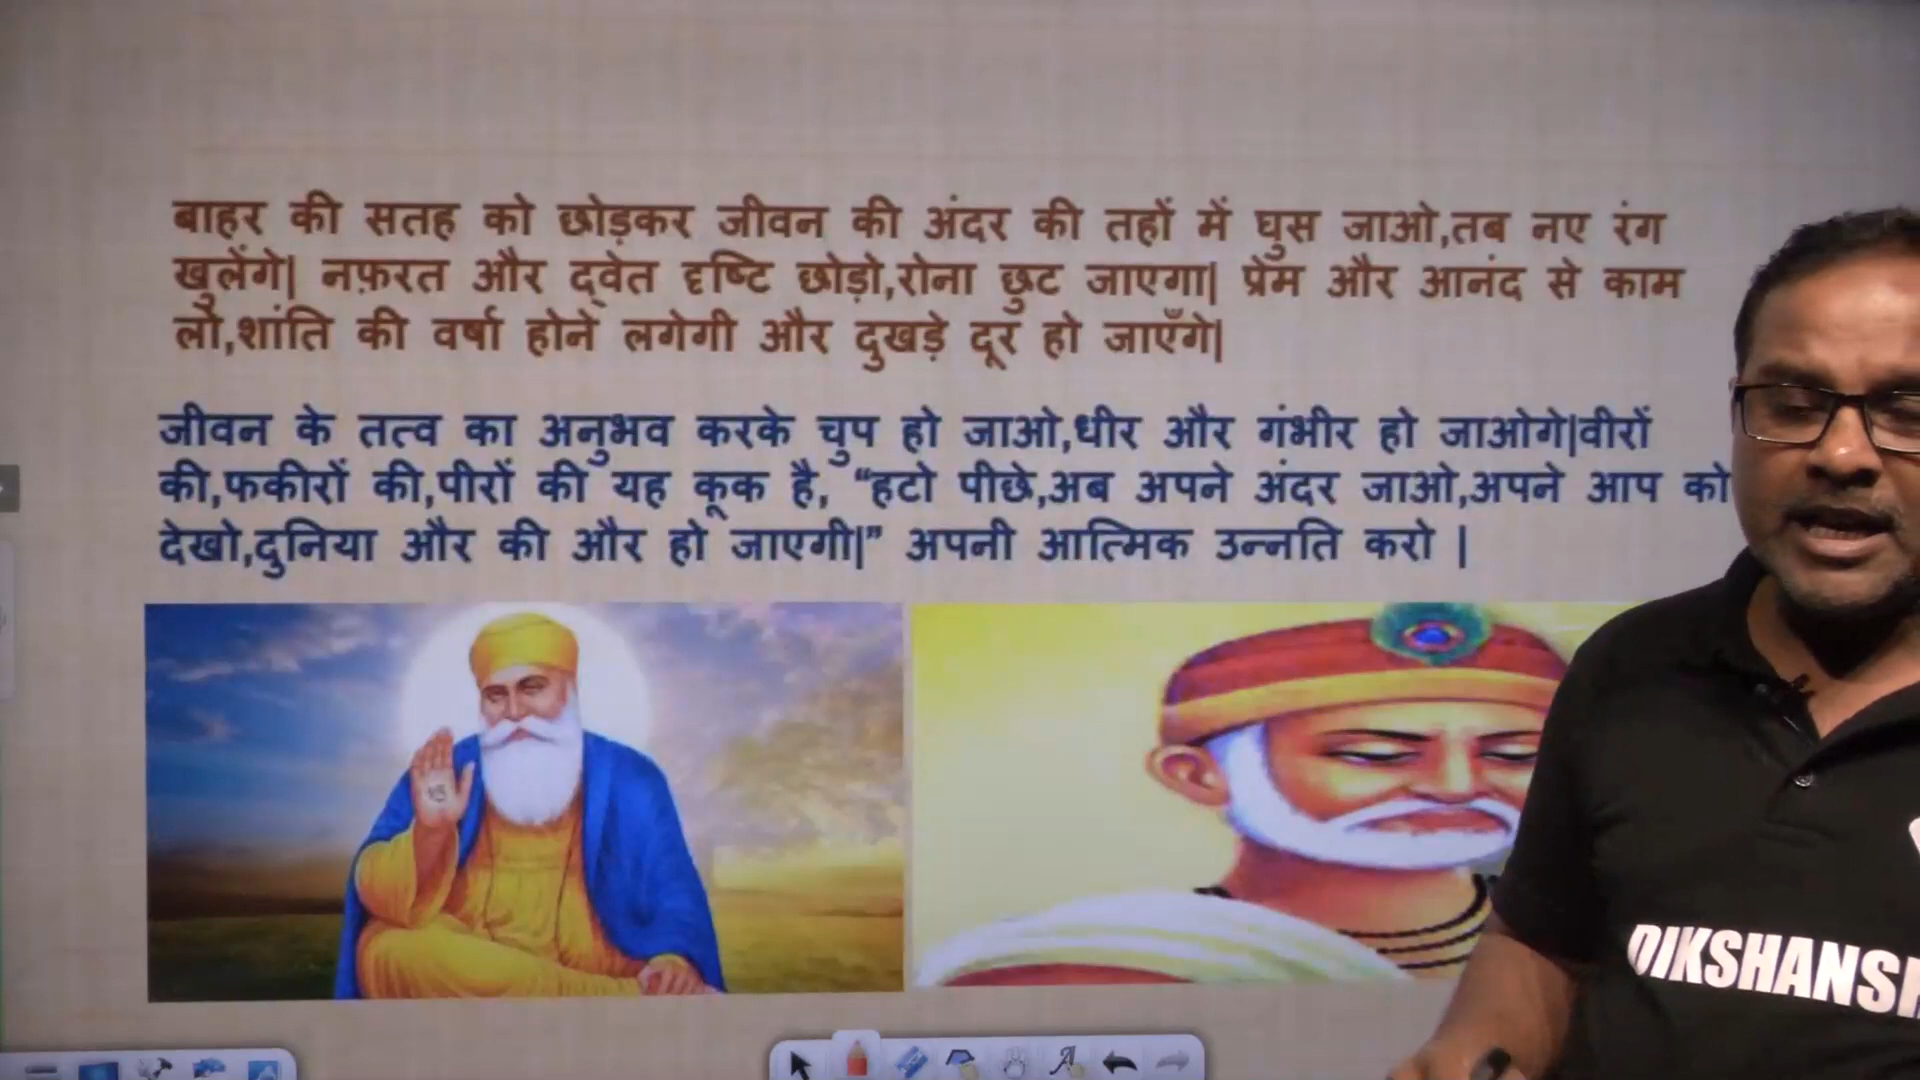 बाहर की सतह को छोड़कर जीवन की अंदर की तहों में घुस जाओ,तब नए रंग
खुलेंगे| नफ़रत और द्वेत दृष्टि छोड़ो,रोना छुट जाएगा| प्रेम और आनंद से काम
लो,शांति की वर्षा होने लगेगी और दुखड़े दूर हो जाएँगे|
जीवन के तत्व का अनुभव करके चुप हो जाओ,धीर और गंभीर हो जाओगे|वीरों
की,फकीरों की,पीरों की यह कूक है, “हटो पीछे,अब अपने अंदर जाओ,अपने आप को
देखो,दुनिया और की और हो जाएगी|” अपनी आत्मिक उन्नति करो |